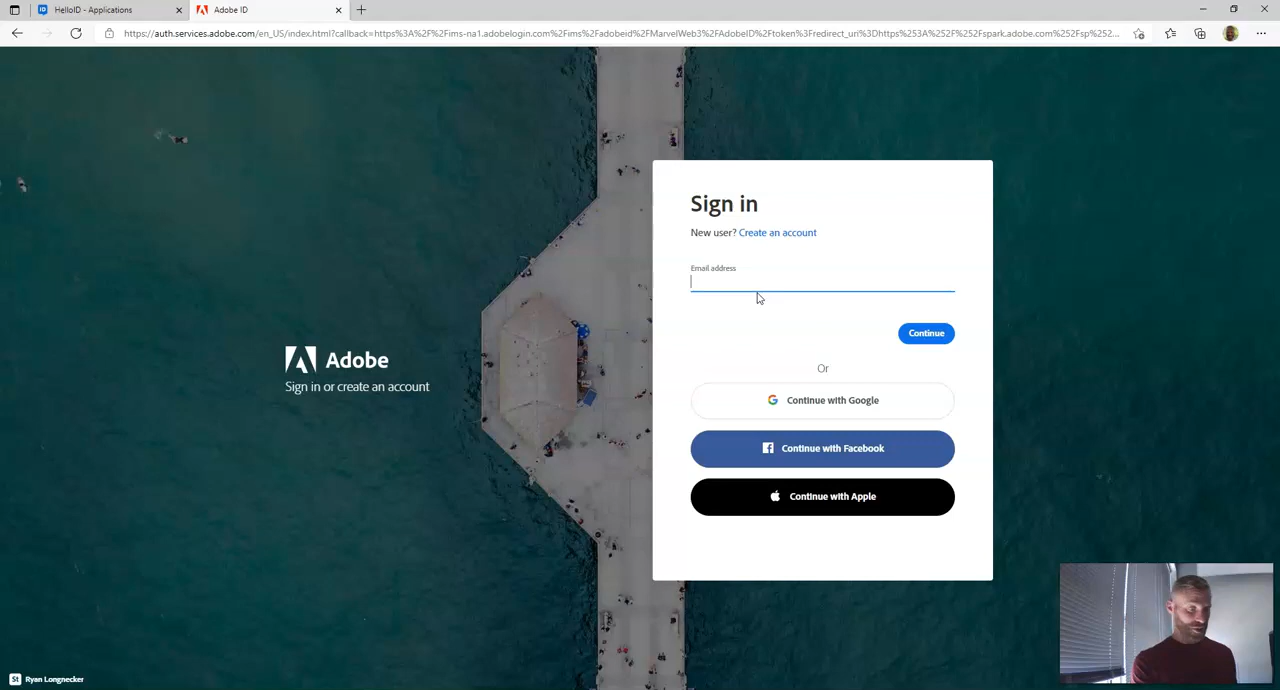 HelloID - Applications
Adobe ID
https://auth.services.adobe.com/en_US/index.html?callback=https%3A%2F%2Fims-na1.adobelogin.com%2Fims%2Fadobeid%2FMarvelWeb3%2FAdobeID%2Ftoken%3Fredirect_uri%3Dhttps%253A%252F%252Fspark.adobe.com%252Fsp%252...
Sign in
New user? Create an account
Email address
Continue
Or
Continue with Google
Continue with Facebook
Continue with Apple
Adobe
Sign in or create an account
St Ryan Longnecker